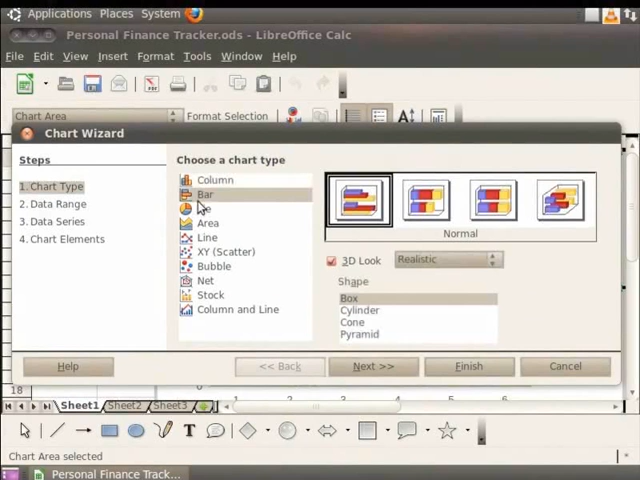 Applications Places System
Personal Finance Tracker.ods - LibreOffice Calc
File Edit View Insert Format Tools Window Help
Chart Area Format Selection
Chart Wizard
Steps
1. Chart Type
2. Data Range
3. Data Series
4. Chart Elements
Choose a chart type
Column
Bar
Area
Line
XY (Scatter)
Bubble
Net
Stock
Column and Line
Normal
3D Look Realistic
Shape
Box
Cylinder
Cone
Pyramid
Help << Back Next >> Finish Cancel
18
Sheet1 Sheet2 Sheet3
Chart Area selected
Personal Finance Track...